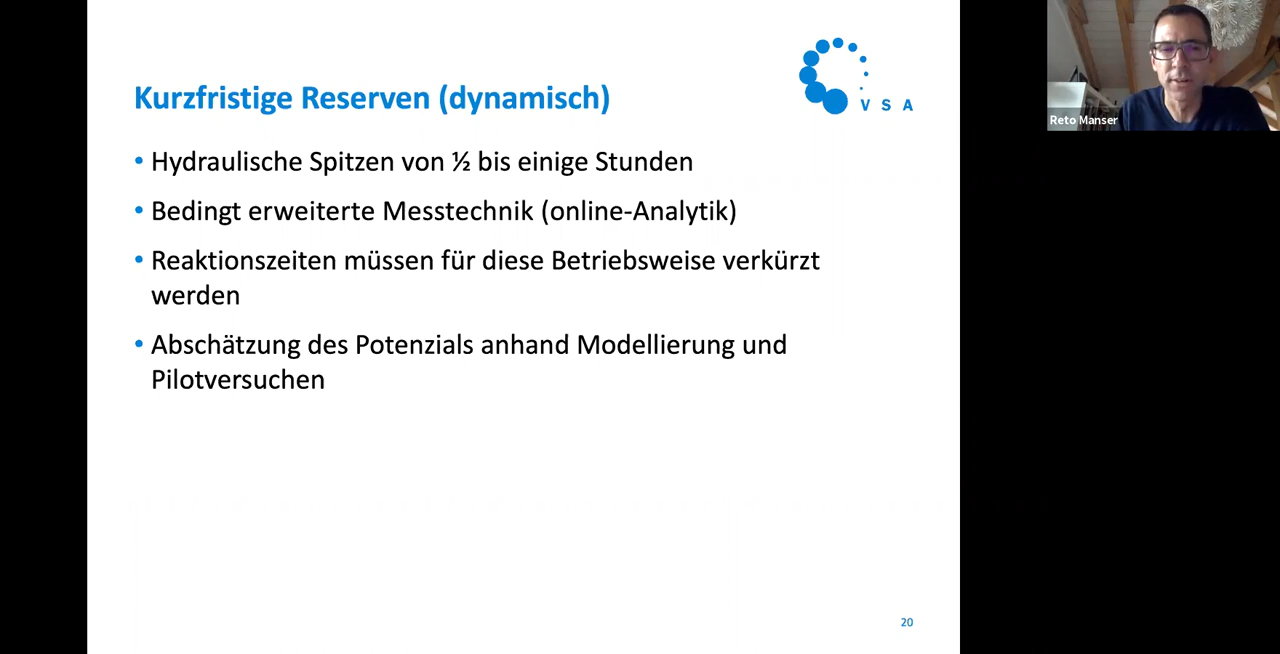 Kurzfristige Reserven (dynamisch)
VSA
• Hydraulische Spitzen von ½ bis einige Stunden
• Bedingt erweiterte Messtechnik (online-Analytik)
• Reaktionszeiten müssen für diese Betriebsweise verkürzt
werden
• Abschätzung des Potenzials anhand Modellierung und
Pilotversuchen
20
Reto Manser